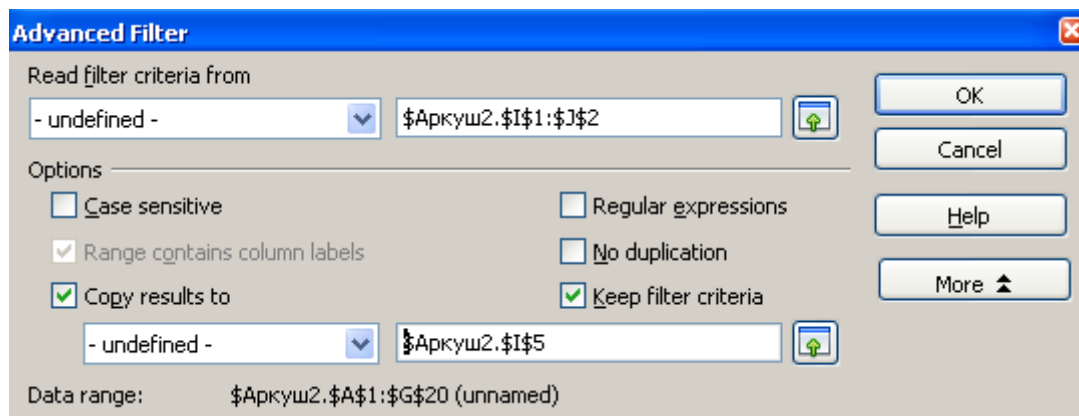 Advanced Filter
Read filter criteria from
- undefined - $Аркуш2.$I$1:$J$2
OK
Cancel
Options
Case sensitive Regular expressions
Help
Range contains column labels No duplication
Copy results to Keep filter criteria
More
- undefined - $Аркуш2.$I$5
Data range: $Аркуш2.$A$1:$G$20 (unnamed)